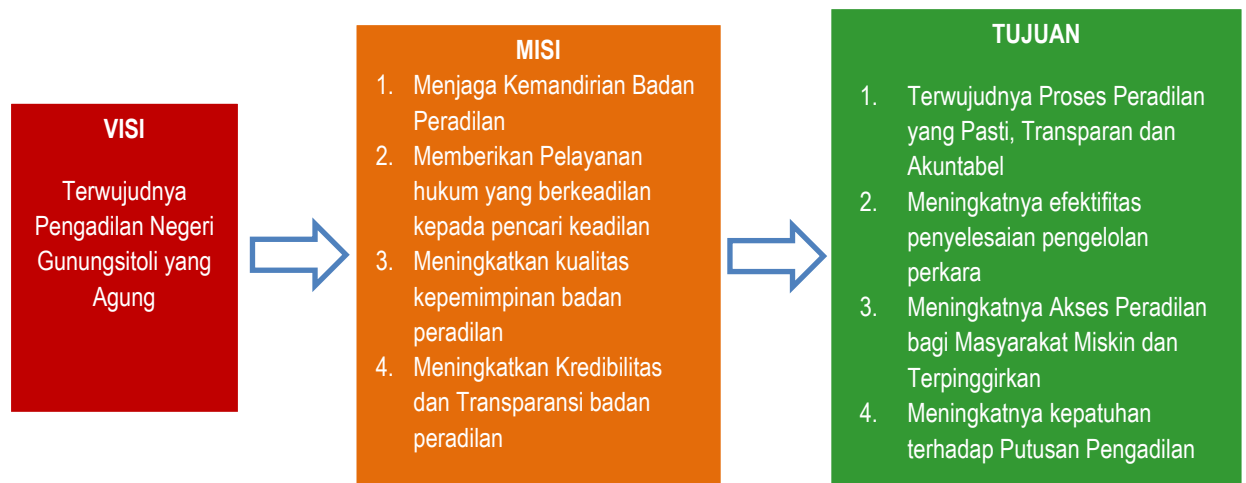 VISI
Terwujudnya
Pengadilan Negeri
Gunungsitoli yang
Agung
MISI
1. Menjaga Kemandirian Badan
Peradilan
2. Memberikan Pelayanan
hukum yang berkeadilan
kepada pencari keadilan
3. Meningkatkan kualitas
kepemimpinan badan
peradilan
4. Meningkatkan Kredibilitas
dan Transparansi badan
peradilan
TUJUAN
1. Terwujudnya Proses Peradilan
yang Pasti, Transparan dan
Akuntabel
2. Meningkatnya efektifitas
penyelesaian pengelolan
perkara
3. Meningkatnya Akses Peradilan
bagi Masyarakat Miskin dan
Terpinggirkan
4. Meningkatnya kepatuhan
terhadap Putusan Pengadilan